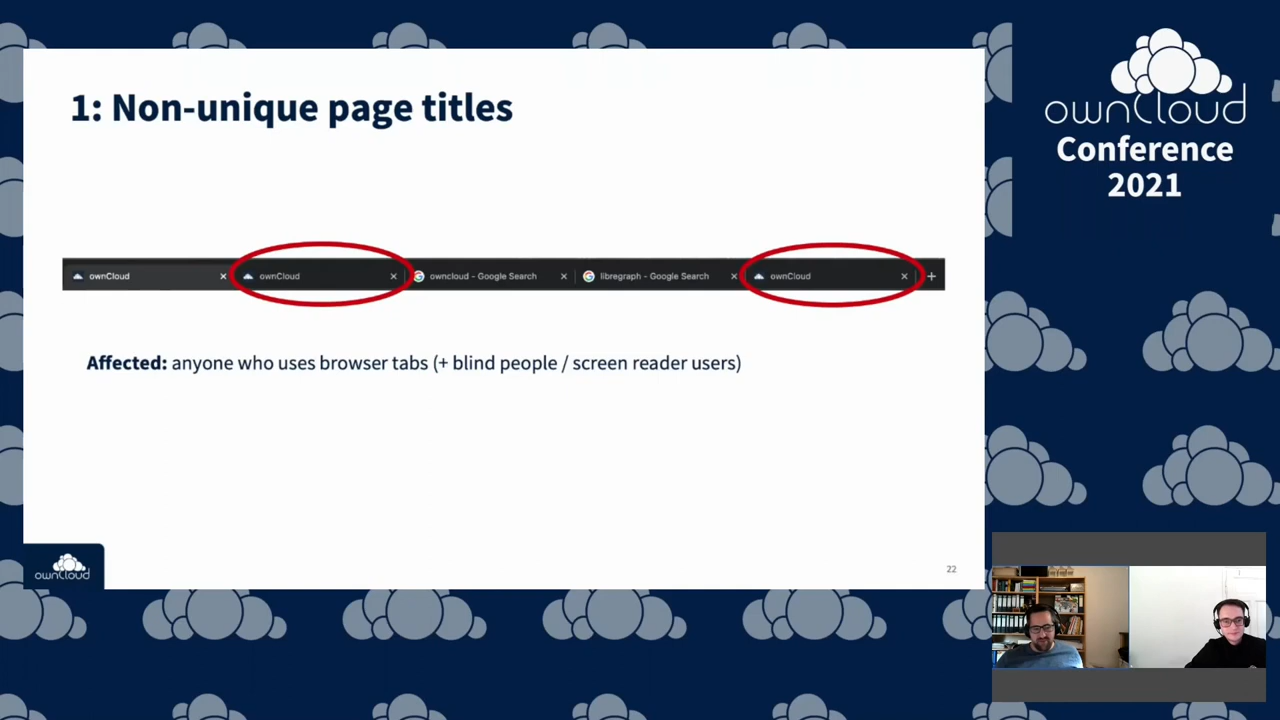 1: Non-unique page titles
ownCloud
ownCloud
owncloud - Google Search
libregraph - Google Search
ownCloud
Affected: anyone who uses browser tabs (+ blind people / screen reader users)
ownCloud
22
ownCloud
Conference
2021